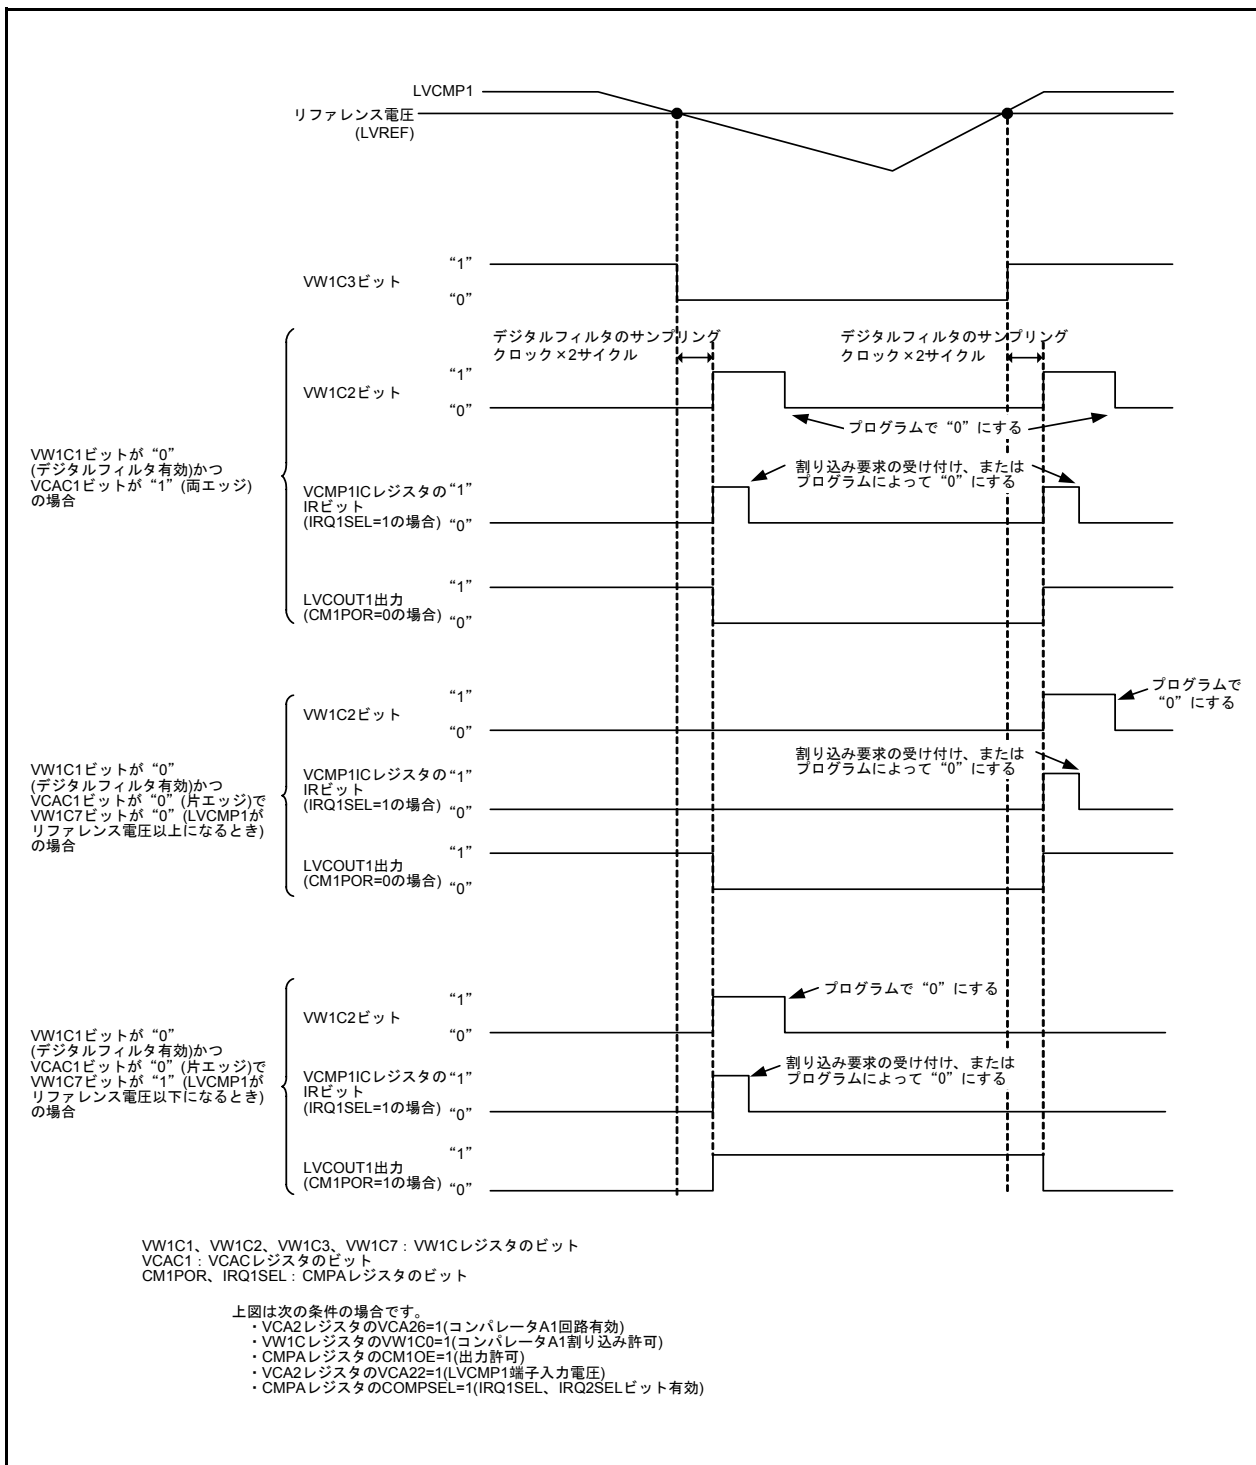 LVCMP1
リファレンス電圧
(LVREF)
“1”
VW1C3ビット
“0”
デジタルフィルタのサンプリング
クロック×2サイクル
デジタルフィルタのサンプリング
クロック×2サイクル
“1”
VW1C2ビット
“0”
プログラムで“0”にする
VW1C1ビットが“0”
(デジタルフィルタ有効)かつ
VCAC1ビットが“1”(両エッジ)
の場合
割り込み要求の受け付け、または
プログラムによって“0”にする
VCMP1ICレジスタの“1”
IRビット
(IRQ1SEL=1の場合)“0”
“1”
LVCOUT1出力
(CM1POR=0の場合)“0”
“1”
VW1C2ビット
“0”
プログラムで
“0”にする
割り込み要求の受け付け、または
プログラムによって“0”にする
VW1C1ビットが“0”
(デジタルフィルタ有効)かつ
VCAC1ビットが“0”(片エッジ)で
VW1C7ビットが“0”(LVCMP1が
リファレンス電圧以上になるとき)
の場合
VCMP1ICレジスタの“1”
IRビット
(IRQ1SEL=1の場合)“0”
“1”
LVCOUT1出力
(CM1POR=0の場合)“0”
“1”
VW1C2ビット
“0”
プログラムで“0”にする
VW1C1ビットが“0”
(デジタルフィルタ有効)かつ
VCAC1ビットが“0”(片エッジ)で
VW1C7ビットが“1”(LVCMP1が
リファレンス電圧以下になるとき)
の場合
割り込み要求の受け付け、または
プログラムによって“0”にする
VCMP1ICレジスタの“1”
IRビット
(IRQ1SEL=1の場合)“0”
“1”
LVCOUT1出力
(CM1POR=1の場合)“0”
VW1C1、VW1C2、VW1C3、VW1C7：VW1Cレジスタのビット
VCAC1：VCACレジスタのビット
CM1POR、IRQ1SEL：CMPAレジスタのビット
上図は次の条件の場合です。
・VCA2レジスタのVCA26=1(コンパレータA1回路有効)
・VW1CレジスタのVW1C0=1(コンパレータA1割り込み許可)
・CMPAレジスタのCM1OE=1(出力許可)
・VCA2レジスタのVCA22=1(LVCMP1端子入力電圧)
・CMPAレジスタのCOMPSEL=1(IRQ1SEL、IRQ2SELビット有効)